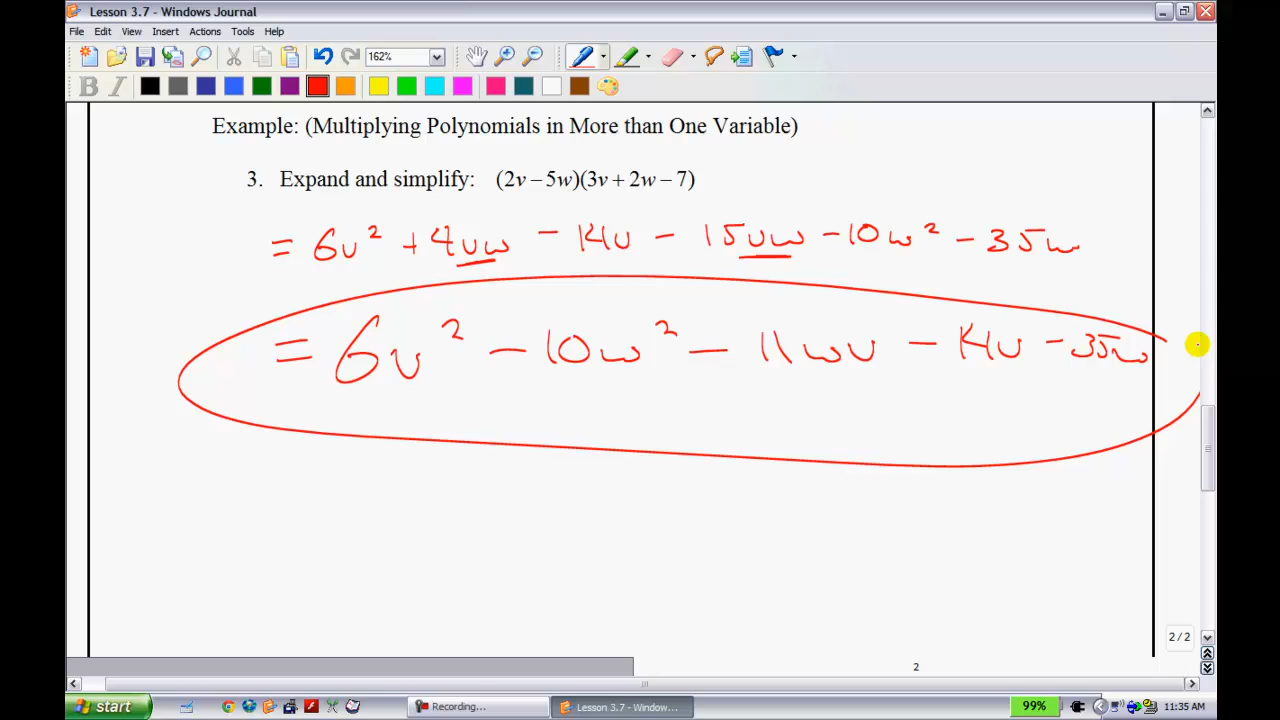 Lesson 3.7 - Windows Journal
File Edit View Insert Actions Tools Help
162%
B I
Example: (Multiplying Polynomials in More than One Variable)
3. Expand and simplify: (2v − 5w)(3v + 2w − 7)
= 6v² + 4vw − 14v − 15vw − 10w² − 35w
= 6v² − 10w² − 11wv − 14v − 35w
2 / 2
2
start Recording... Lesson 3.7 - Window... 99% 11:35 AM